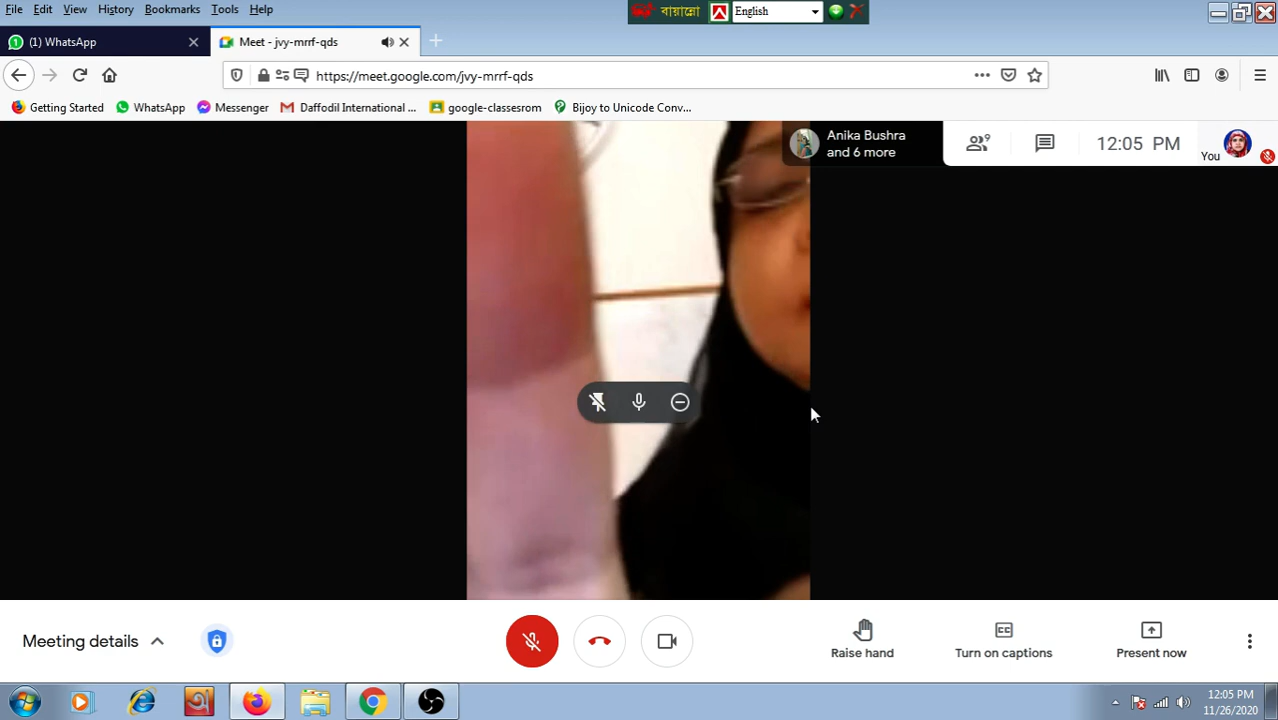 File Edit View History Bookmarks Tools Help
বায়ান্নো English
(1) WhatsApp
Meet - jvy-mrrf-qds
https://meet.google.com/jvy-mrrf-qds
Getting Started WhatsApp Messenger Daffodil International ... google-classesrom Bijoy to Unicode Conv...
Anika Bushra
and 6 more
9
12:05 PM
You
Meeting details
Raise hand
Turn on captions
Present now
12:05 PM
11/26/2020